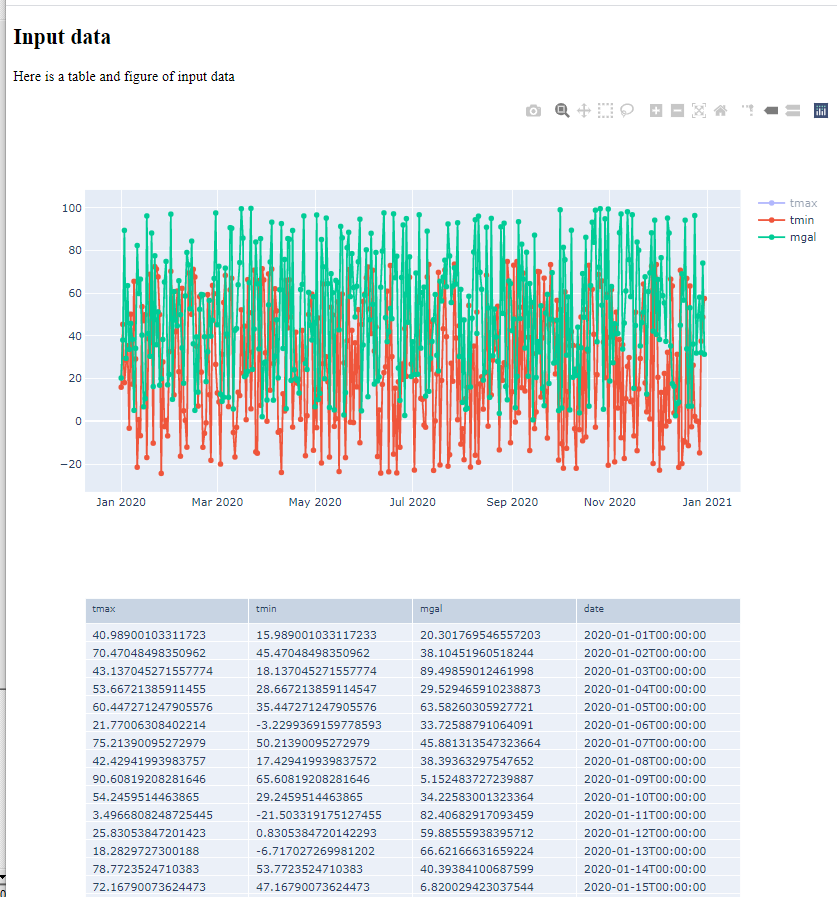 Input data
Here is a table and figure of input data
100
80
60
40
20
0
−20
Jan 2020 Mar 2020 May 2020 Jul 2020 Sep 2020 Nov 2020 Jan 2021
tmax
tmin
mgal
tmax tmin mgal date
40.98900103311723 15.989001033117233 20.301769546557203 2020-01-01T00:00:00
70.47048498350962 45.47048498350962 38.10451960518244 2020-01-02T00:00:00
43.137045271557774 18.137045271557774 89.49859012461998 2020-01-03T00:00:00
53.667213859114​55 28.667213859114547 29.529465910238873 2020-01-04T00:00:00
60.447271247905576 35.447271247905576 63.58260305927721 2020-01-05T00:00:00
21.77006308402214 -3.2299369159778593 33.72588791064091 2020-01-06T00:00:00
75.21390095272979 50.21390095272979 45.881313547323664 2020-01-07T00:00:00
42.42941993983757 17.429419939837572 38.39363297547652 2020-01-08T00:00:00
90.60819208281646 65.60819208281646 5.152483727239887 2020-01-09T00:00:00
54.2459514463865 29.2459514463865 34.22583001323364 2020-01-10T00:00:00
3.4966808248725445 -21.503319175127455 82.40682917093459 2020-01-11T00:00:00
25.83053847201423 0.8305384720142293 59.88555938395712 2020-01-12T00:00:00
18.2829727300188 -6.717027269981202 66.62166631659224 2020-01-13T00:00:00
78.7723524710383 53.7723524710383 40.39384100687599 2020-01-14T00:00:00
72.16790073624473 47.16790073624473 6.820029423037544 2020-01-15T00:00:00